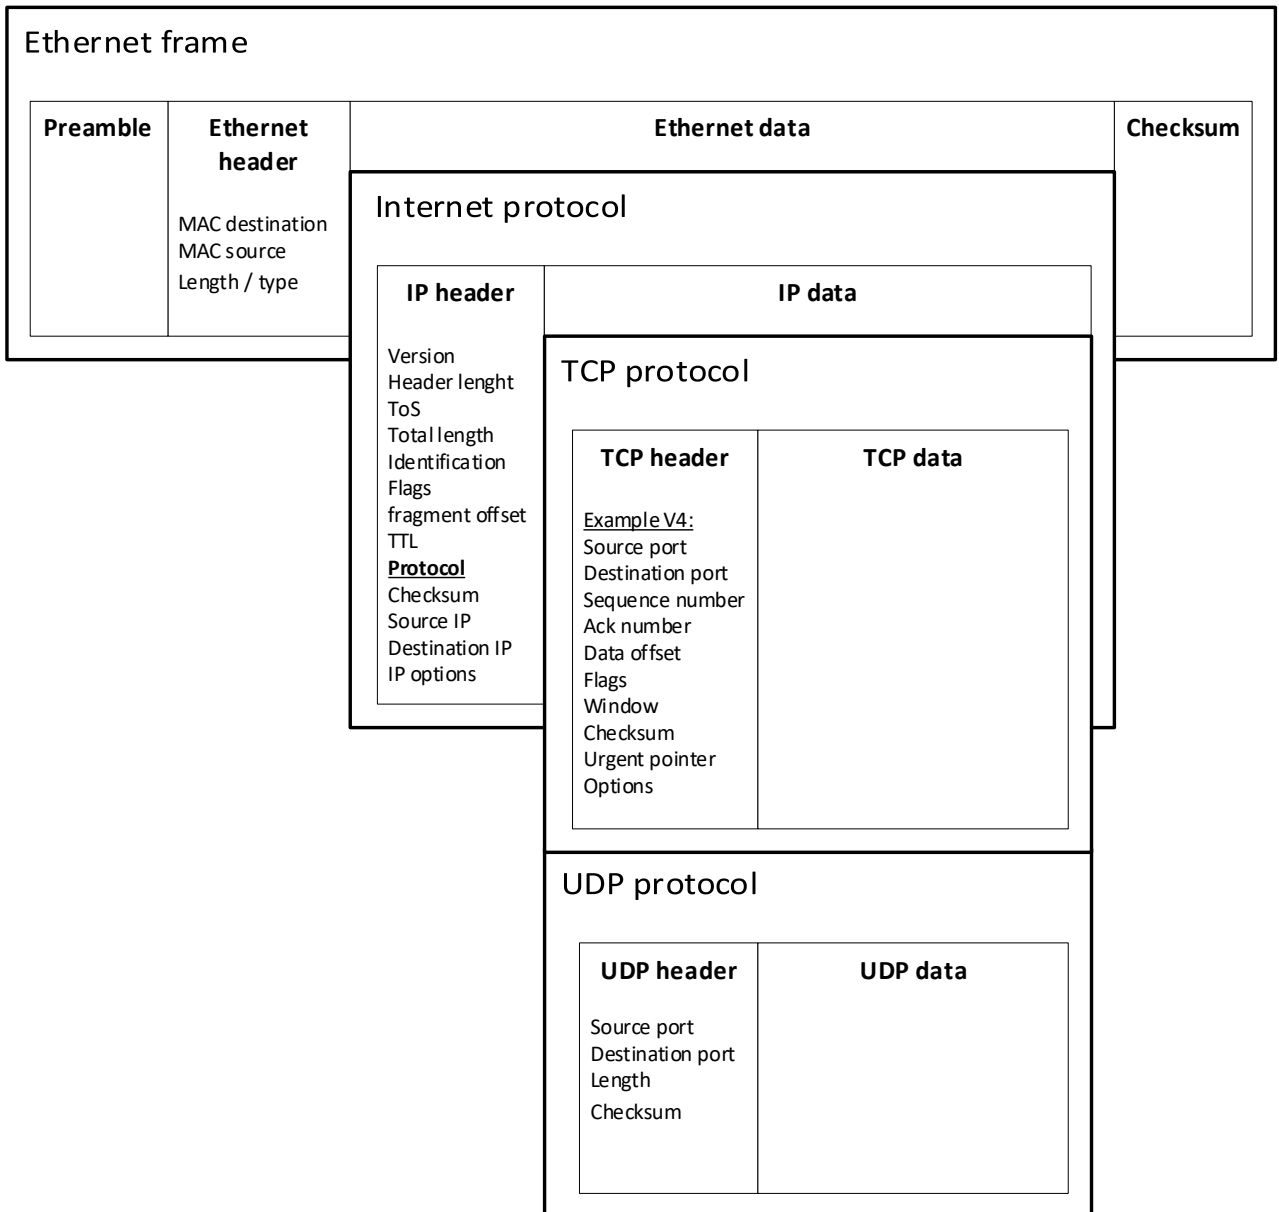 Ethernet frame
Preamble
Ethernet
header
MAC destination
MAC source
Length / type
Ethernet data
Checksum
Internet protocol
IP header
Version
Header lenght
ToS
Total length
Identification
Flags
fragment offset
TTL
Protocol
Checksum
Source IP
Destination IP
IP options
IP data
TCP protocol
TCP header
Example V4:
Source port
Destination port
Sequence number
Ack number
Data offset
Flags
Window
Checksum
Urgent pointer
Options
TCP data
UDP protocol
UDP header
Source port
Destination port
Length
Checksum
UDP data